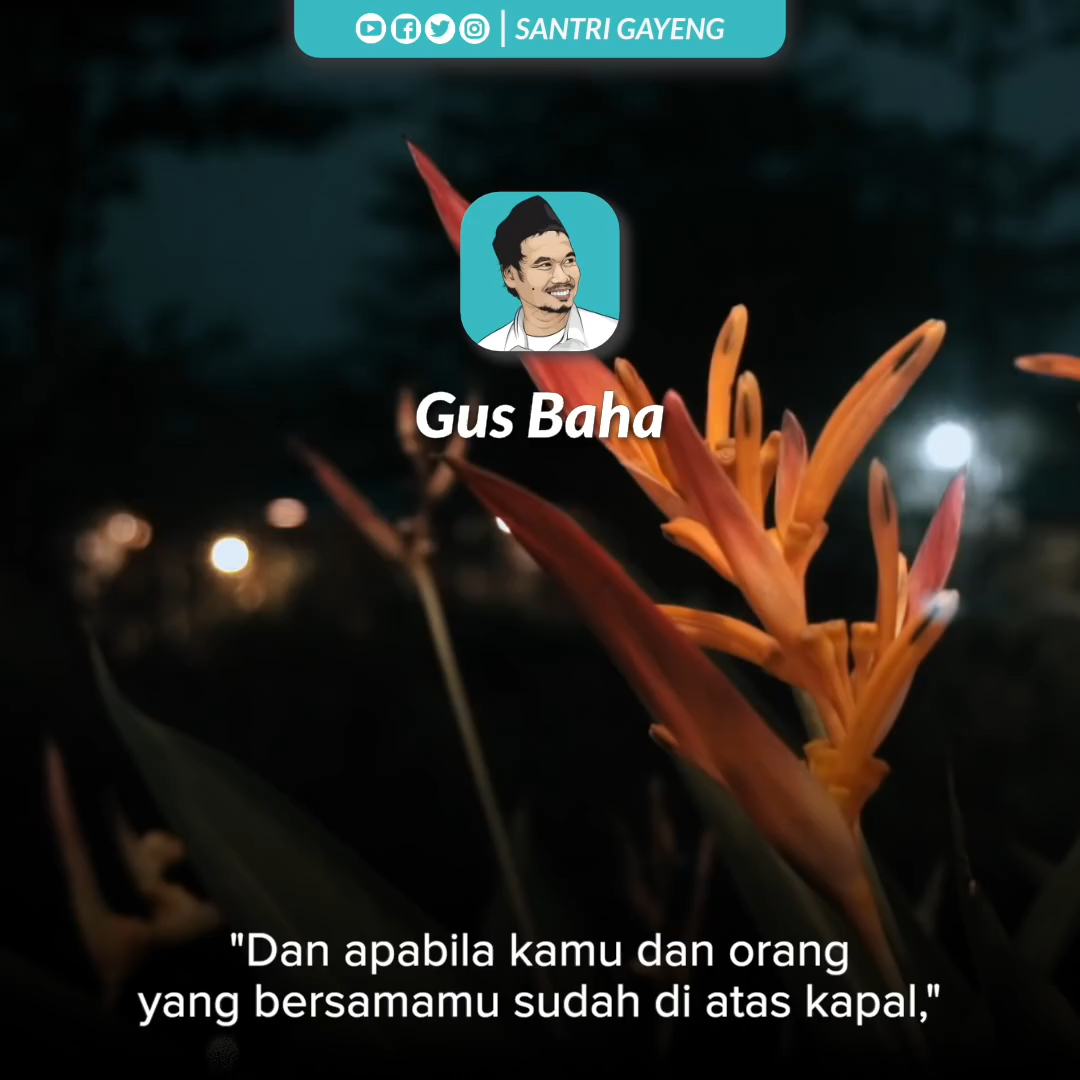 SANTRI GAYENG
Gus Baha
"Dan apabila kamu dan orang
yang bersamamu sudah di atas kapal,"